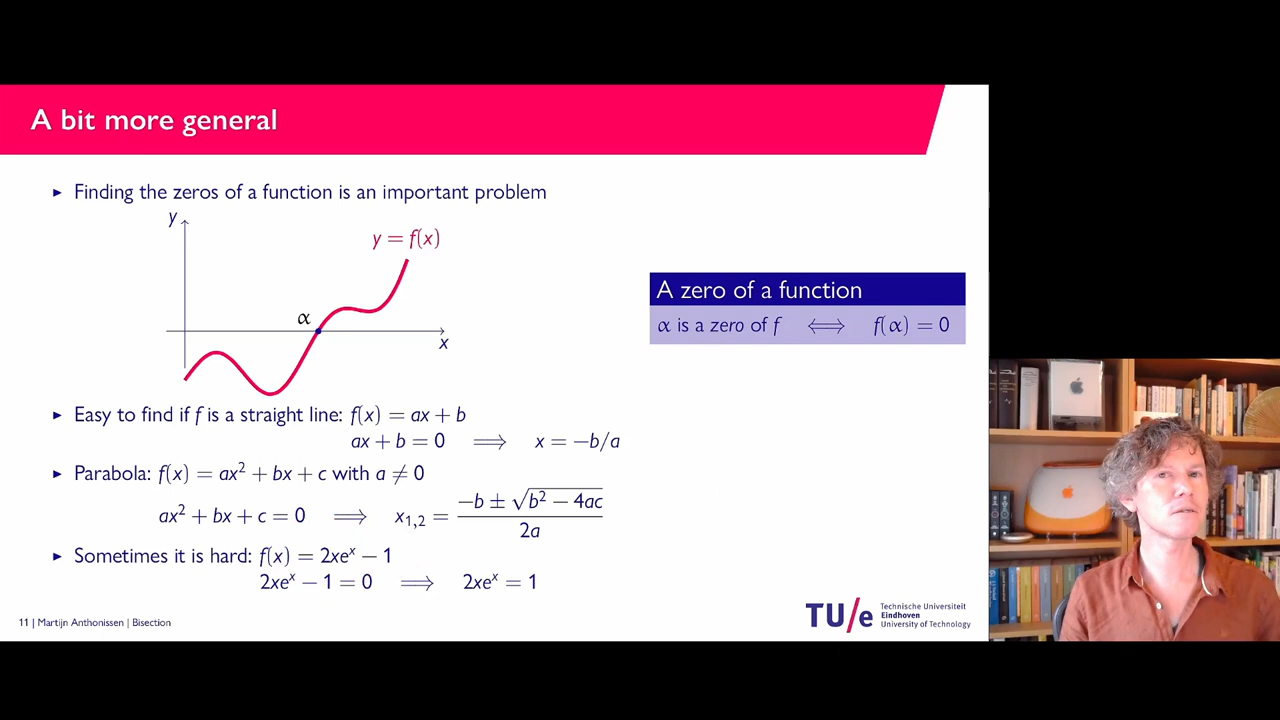 A bit more general
▸ Finding the zeros of a function is an important problem
y
y = f(x)
α
x
A zero of a function
α is a zero of f ⟺ f(α) = 0
▸ Easy to find if f is a straight line: f(x) = ax + b
ax + b = 0 ⟹ x = −b/a
▸ Parabola: f(x) = ax² + bx + c with a ≠ 0
ax² + bx + c = 0 ⟹ x₁,₂ = (−b ± √(b² − 4ac)) / 2a
▸ Sometimes it is hard: f(x) = 2xeˣ − 1
2xeˣ − 1 = 0 ⟹ 2xeˣ = 1
11 | Martijn Anthonissen | Bisection
TU/e
Technische Universiteit
Eindhoven
University of Technology